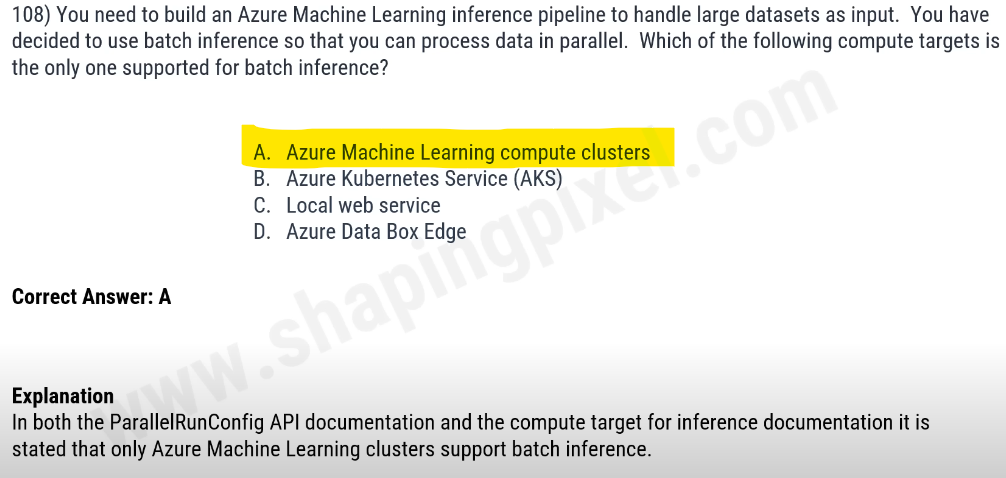 108) You need to build an Azure Machine Learning inference pipeline to handle large datasets as input.  You have
decided to use batch inference so that you can process data in parallel.  Which of the following compute targets is
the only one supported for batch inference?
A. Azure Machine Learning compute clusters
B. Azure Kubernetes Service (AKS)
C. Local web service
D. Azure Data Box Edge
www.shapingpixel.com
Correct Answer: A
Explanation
In both the ParallelRunConfig API documentation and the compute target for inference documentation it is
stated that only Azure Machine Learning clusters support batch inference.